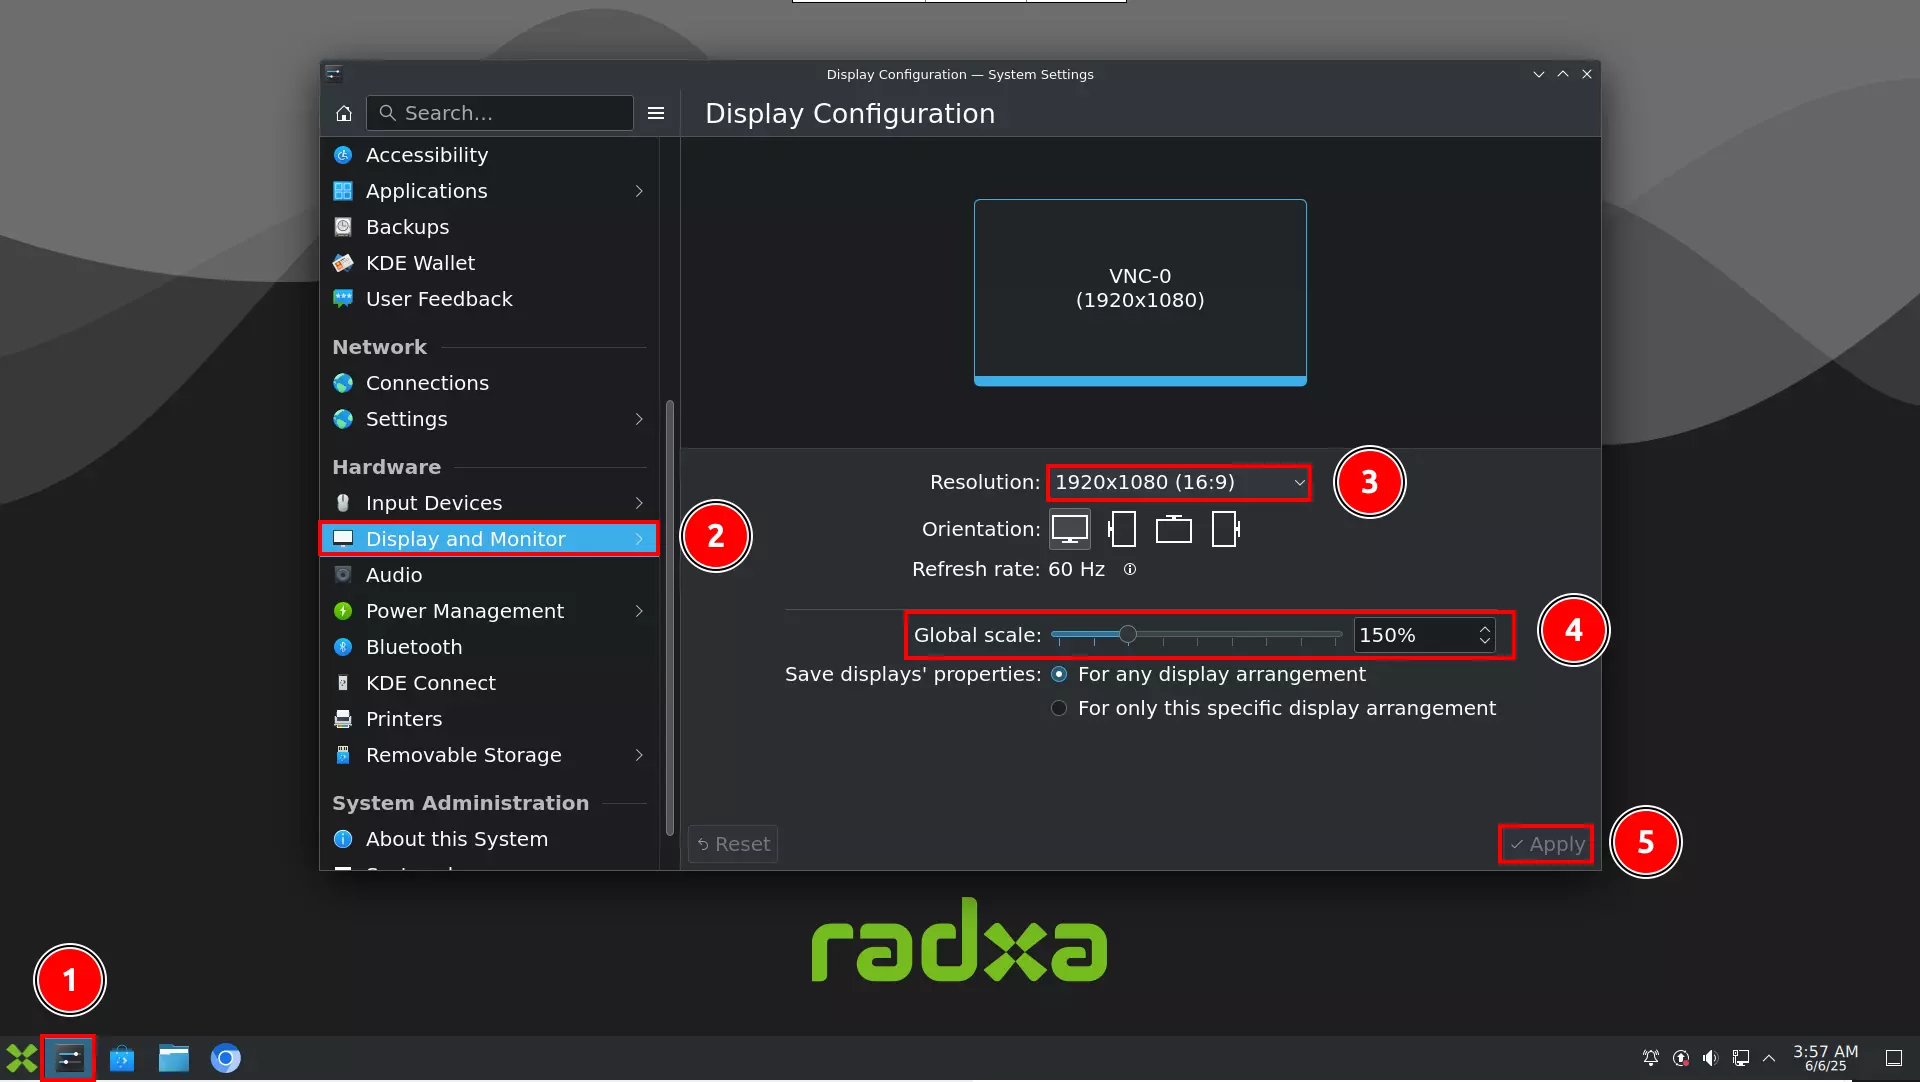 Display Configuration — System Settings
Search...
Display Configuration
Accessibility
Applications
Backups
KDE Wallet
User Feedback
Network
Connections
Settings
Hardware
Input Devices
Display and Monitor
Audio
Power Management
Bluetooth
KDE Connect
Printers
Removable Storage
System Administration
About this System
VNC-0
(1920x1080)
Resolution: 1920x1080 (16:9)
Orientation:
Refresh rate: 60 Hz
Global scale: 150%
Save displays' properties: For any display arrangement
For only this specific display arrangement
Reset
Apply
2
3
4
5
radxa
1
3:57 AM
6/6/25